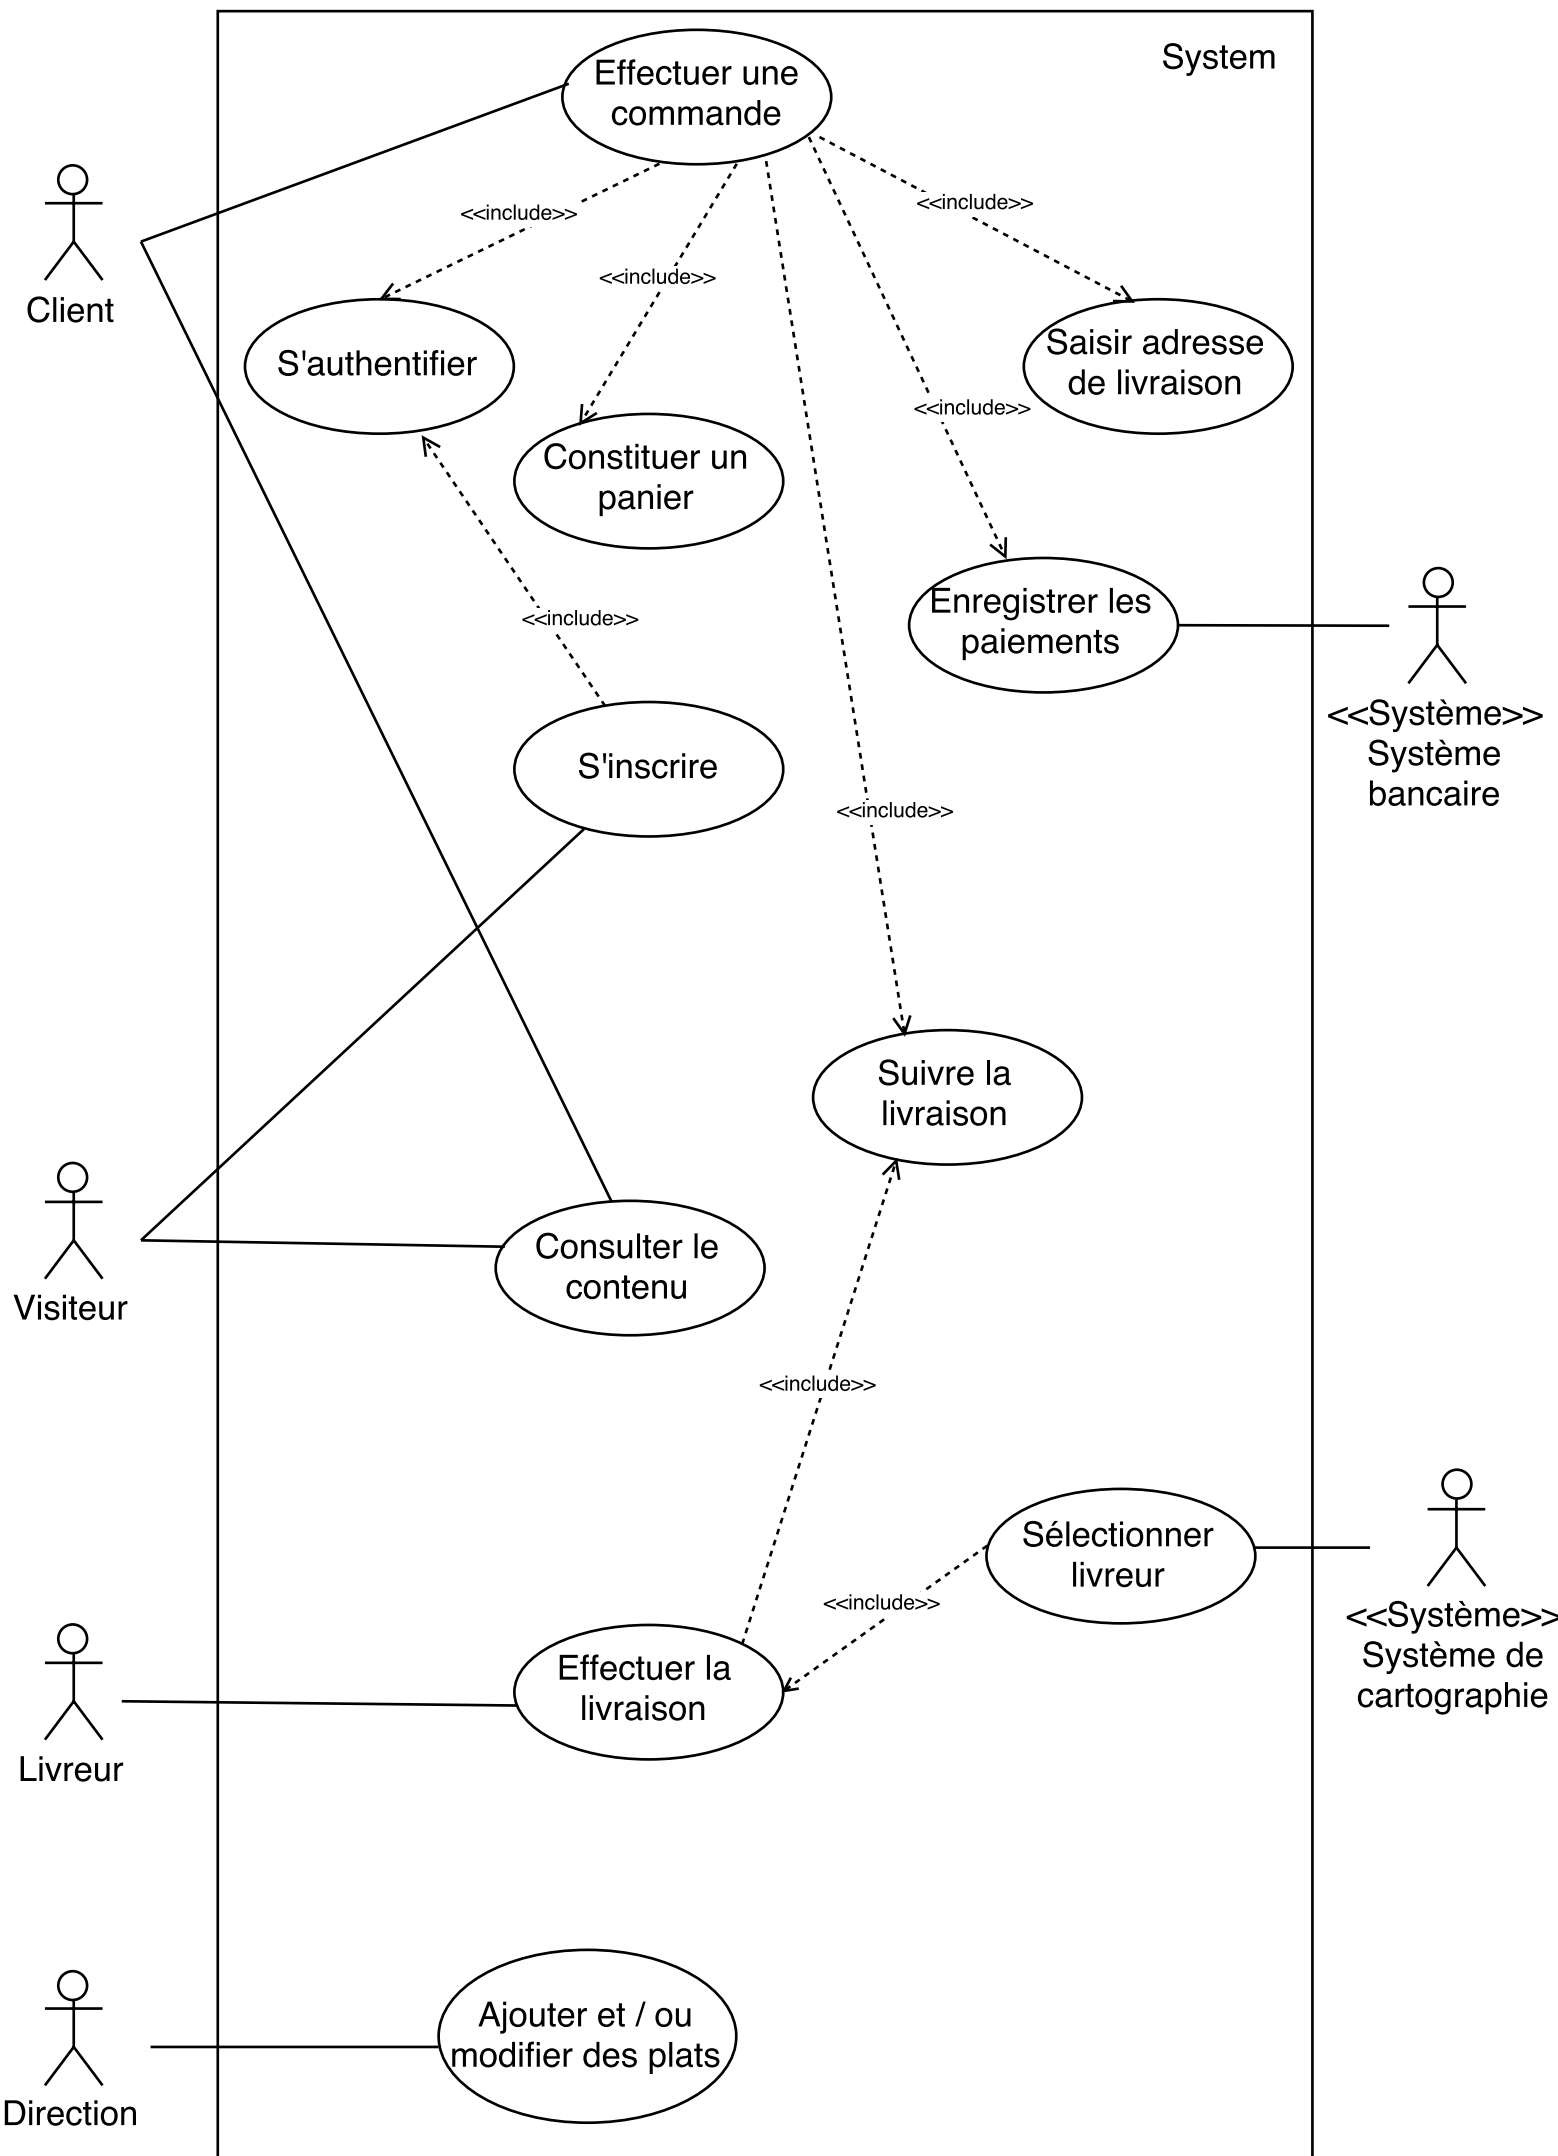 System
Effectuer une
commande
<<include>>
<<include>>
<<include>>
Client
S'authentifier
Saisir adresse
de livraison
<<include>>
Constituer un
panier
<<include>>
Enregistrer les
paiements
<<Système>>
Système
bancaire
S'inscrire
<<include>>
Suivre la
livraison
Visiteur
Consulter le
contenu
<<include>>
Sélectionner
livreur
<<include>>
<<Système>>
Système de
cartographie
Effectuer la
livraison
Livreur
Ajouter et / ou
modifier des plats
Direction